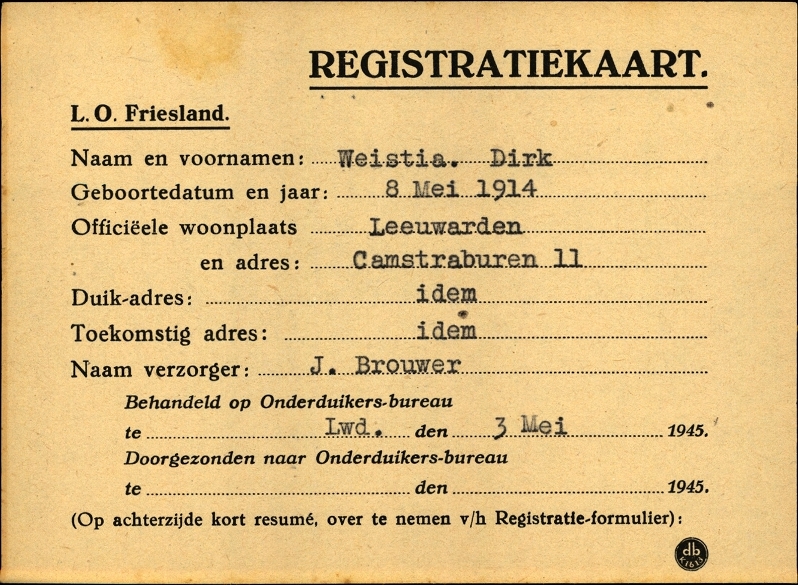 REGISTRATIEKAART.
L. O. Friesland.
Naam en voornamen: Weistia. Dirk
Geboortedatum en jaar: 8 Mei 1914
Officiëele woonplaats Leeuwarden
en adres: Camstraburen 11
Duik-adres: idem
Toekomstig adres: idem
Naam verzorger: J. Brouwer
Behandeld op Onderduikers-bureau
te Lwd. den 3 Mei 1945.
Doorgezonden naar Onderduikers-bureau
te den 1945.
(Op achterzijde kort resumé, over te nemen v/h Registratie-formulier):
db
K1613